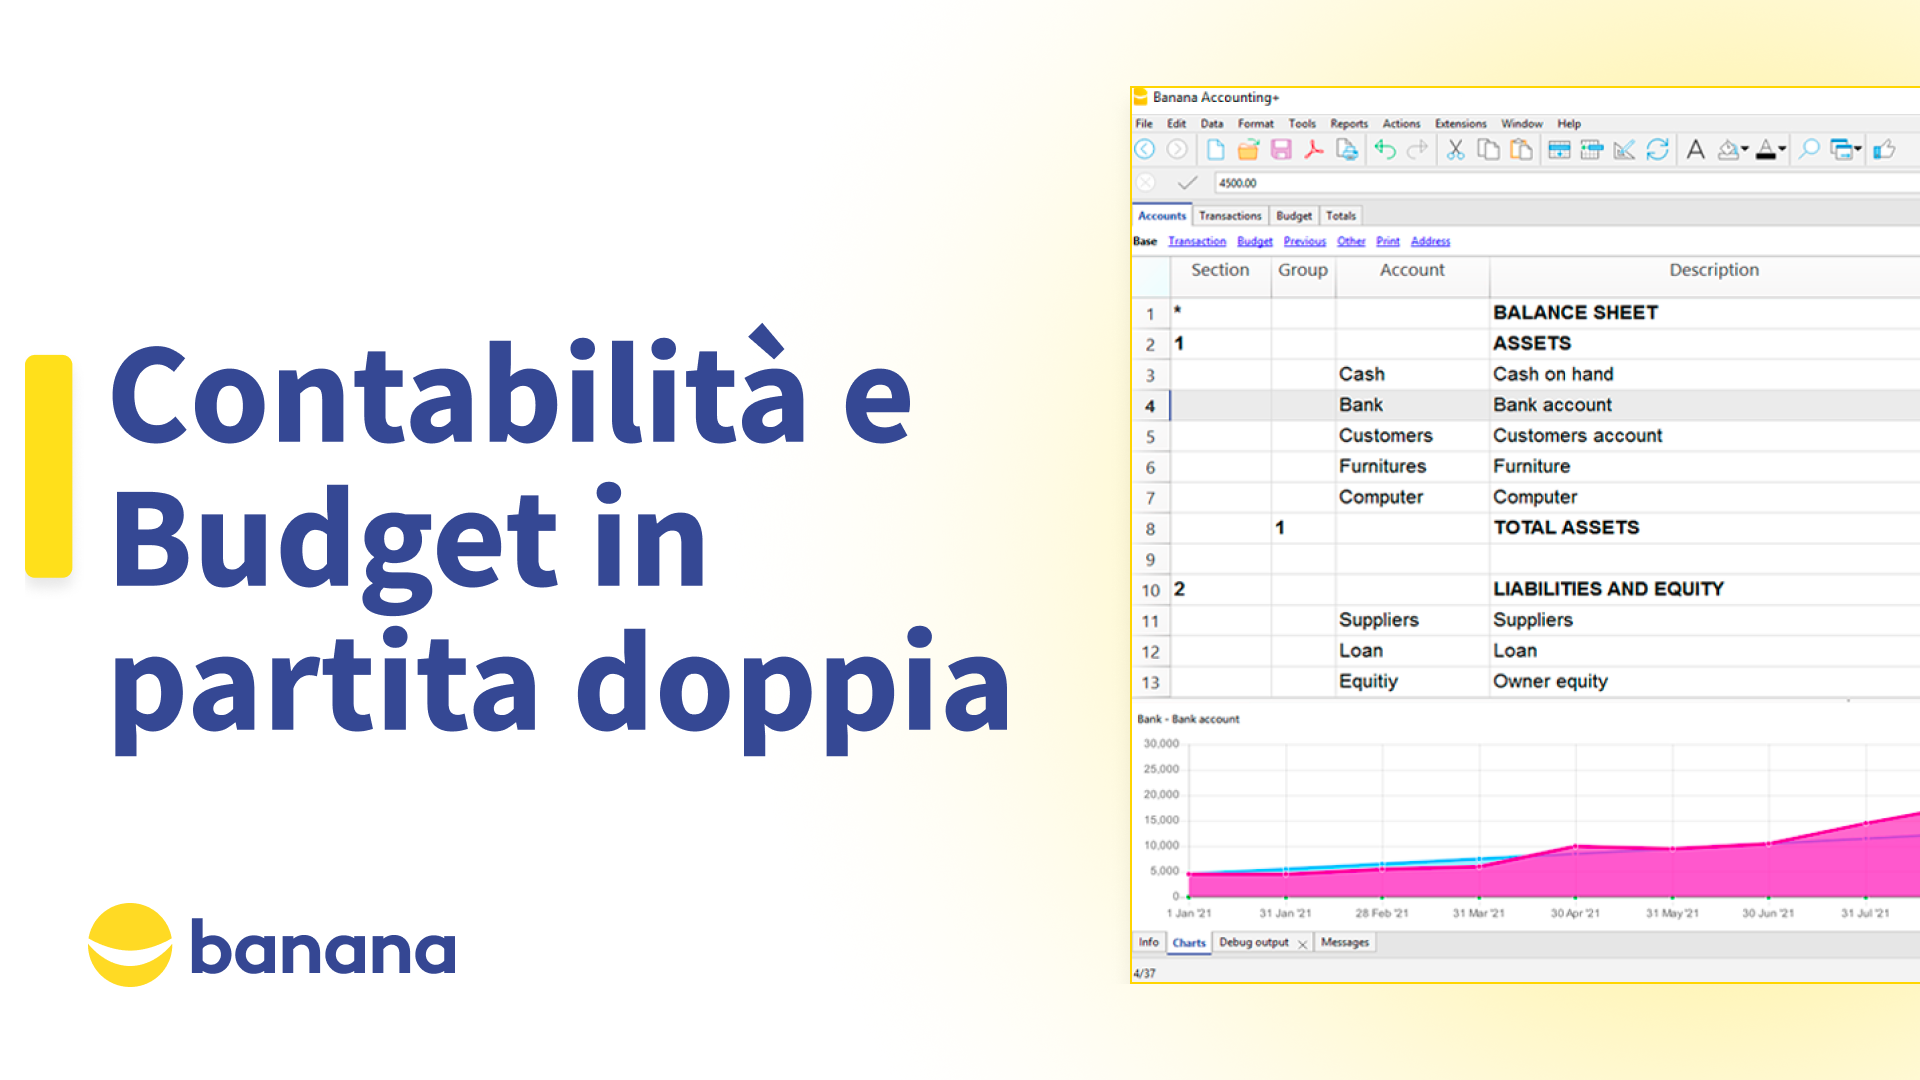 Contabilità e
Budget in
partita doppia
banana
Banana Accounting+
File Edit Data Format Tools Reports Actions Extensions Window Help
4500.00
Accounts Transactions Budget Totals
Base Transaction Budget Previous Other Print Address
Section Group Account Description
1 * BALANCE SHEET
2 1 ASSETS
3 Cash Cash on hand
4 Bank Bank account
5 Customers Customers account
6 Furnitures Furniture
7 Computer Computer
8 1 TOTAL ASSETS
9
10 2 LIABILITIES AND EQUITY
11 Suppliers Suppliers
12 Loan Loan
13 Equitiy Owner equity
Bank - Bank account
30,000
25,000
20,000
15,000
10,000
5,000
0
1 Jan '21 31 Jan '21 28 Feb '21 31 Mar '21 30 Apr '21 31 May '21 30 Jun '21 31 Jul '21
Info Charts Debug output Messages
4/37